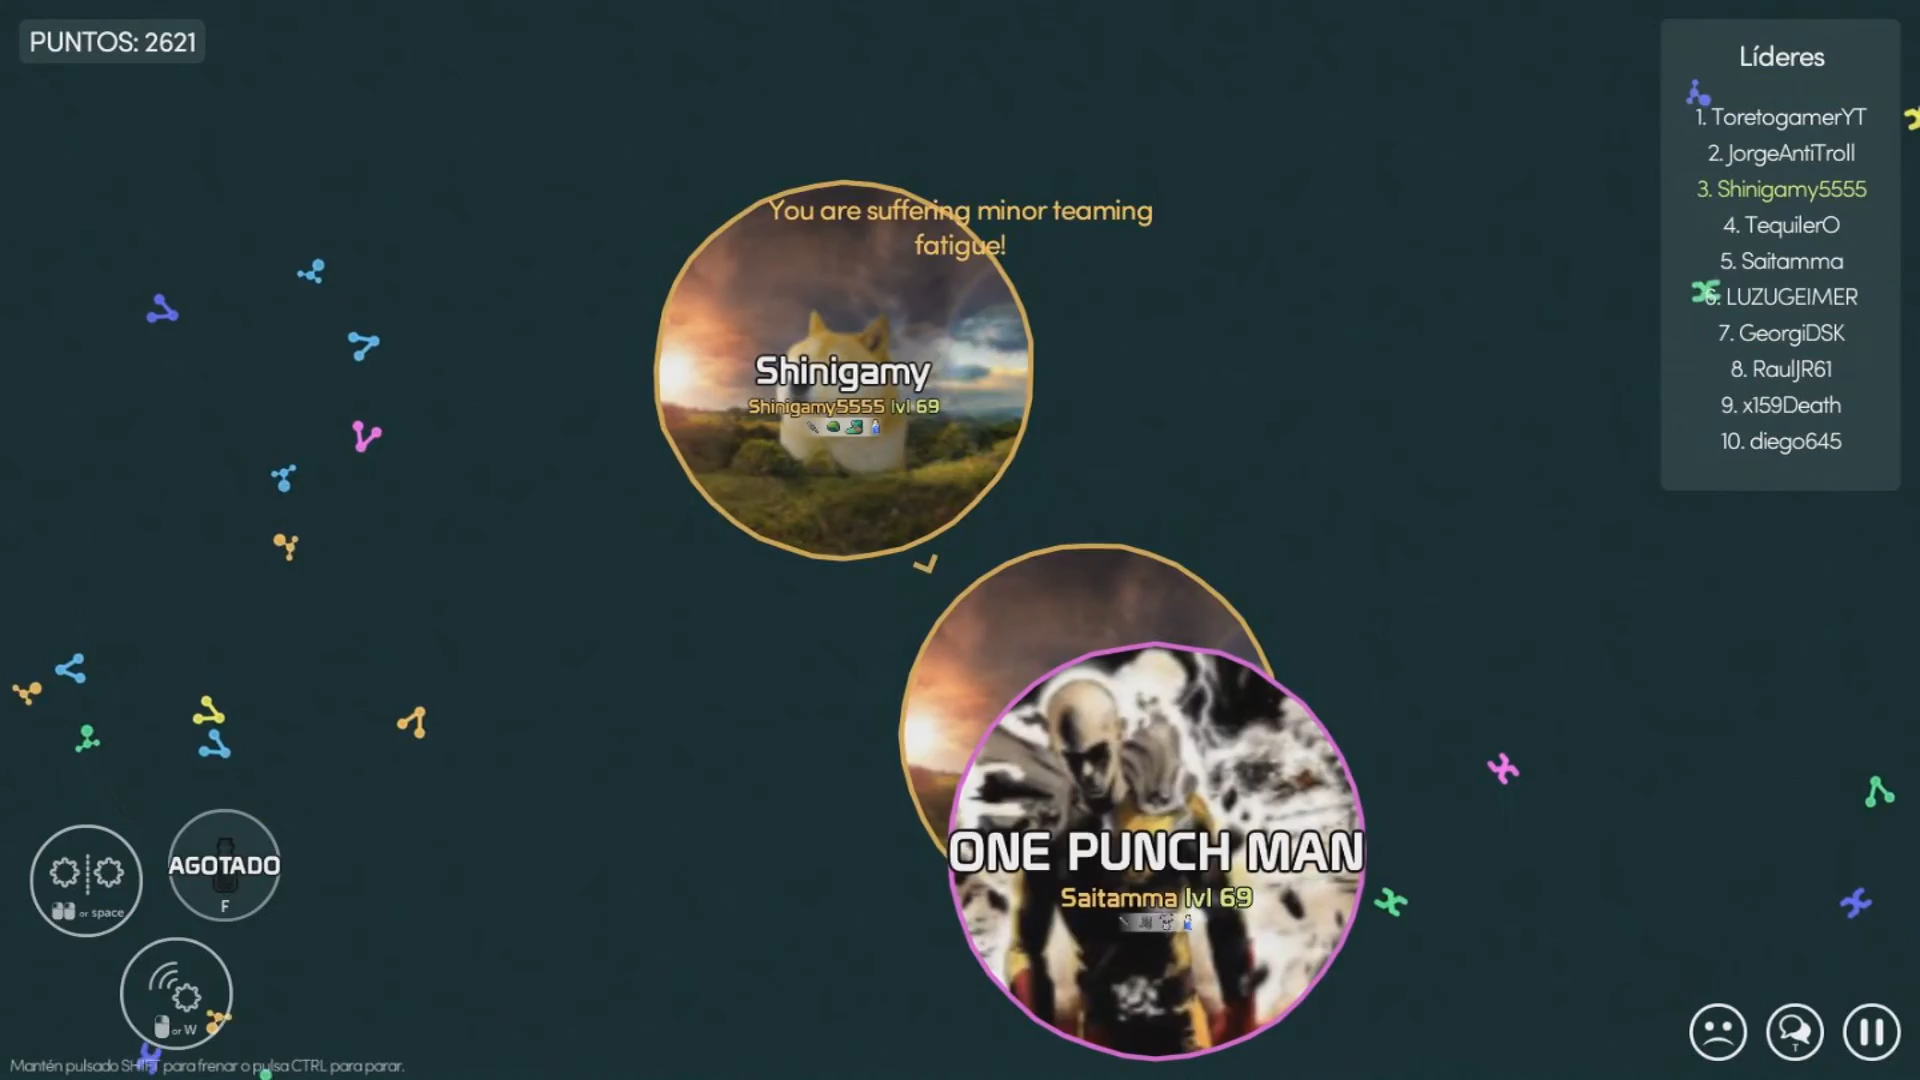 PUNTOS: 2621
Líderes
1. ToretogamerYT
2. JorgeAntiTroll
3. Shinigamy5555
4. TequilerO
5. Saitamma
6. LUZUGEIMER
7. GeorgiDSK
8. RaulJR61
9. x159Death
10. diego645
You are suffering minor teaming
fatigue!
Shinigamy
Shinigamy5555 lvl 69
ONE PUNCH MAN
Saitamma lvl 69
AGOTADO
F
or space
or W
T
Mantén pulsado SHIFT para frenar o pulsa CTRL para parar.